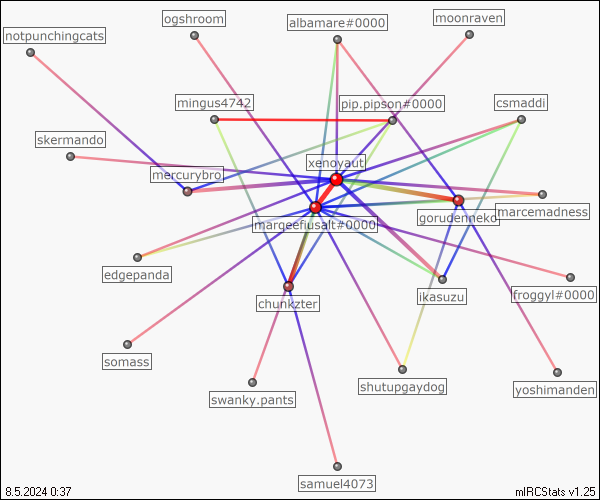 ogshroom
albamare#0000
moonraven
notpunchingcats
mingus4742
pip.pipson#0000
csmaddi
skermando
xenoyaut
mercurybro
marcemadness
gorudenneko
margeefiusalt#0000
edgepanda
froggyl#0000
ikasuzu
chunkzter
somass
shutupgaydog
yoshimanden
swanky.pants
samuel4073
8.5.2024 0:37
mIRCStats v1.25